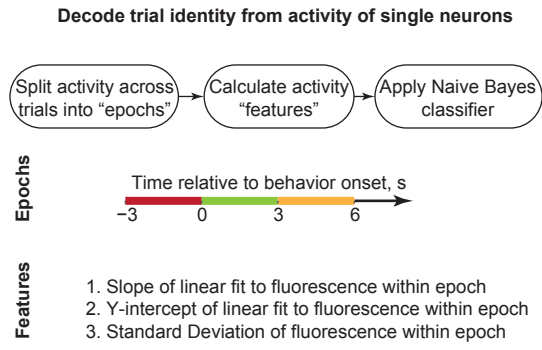 Decode trial identity from activity of single neurons
Split activity across
trials into “epochs”
Calculate activity
“features”
Apply Naive Bayes
classifier
Epochs
Time relative to behavior onset, s
−3 0 3 6
Features
1. Slope of linear fit to fluorescence within epoch
2. Y-intercept of linear fit to fluorescence within epoch
3. Standard Deviation of fluorescence within epoch